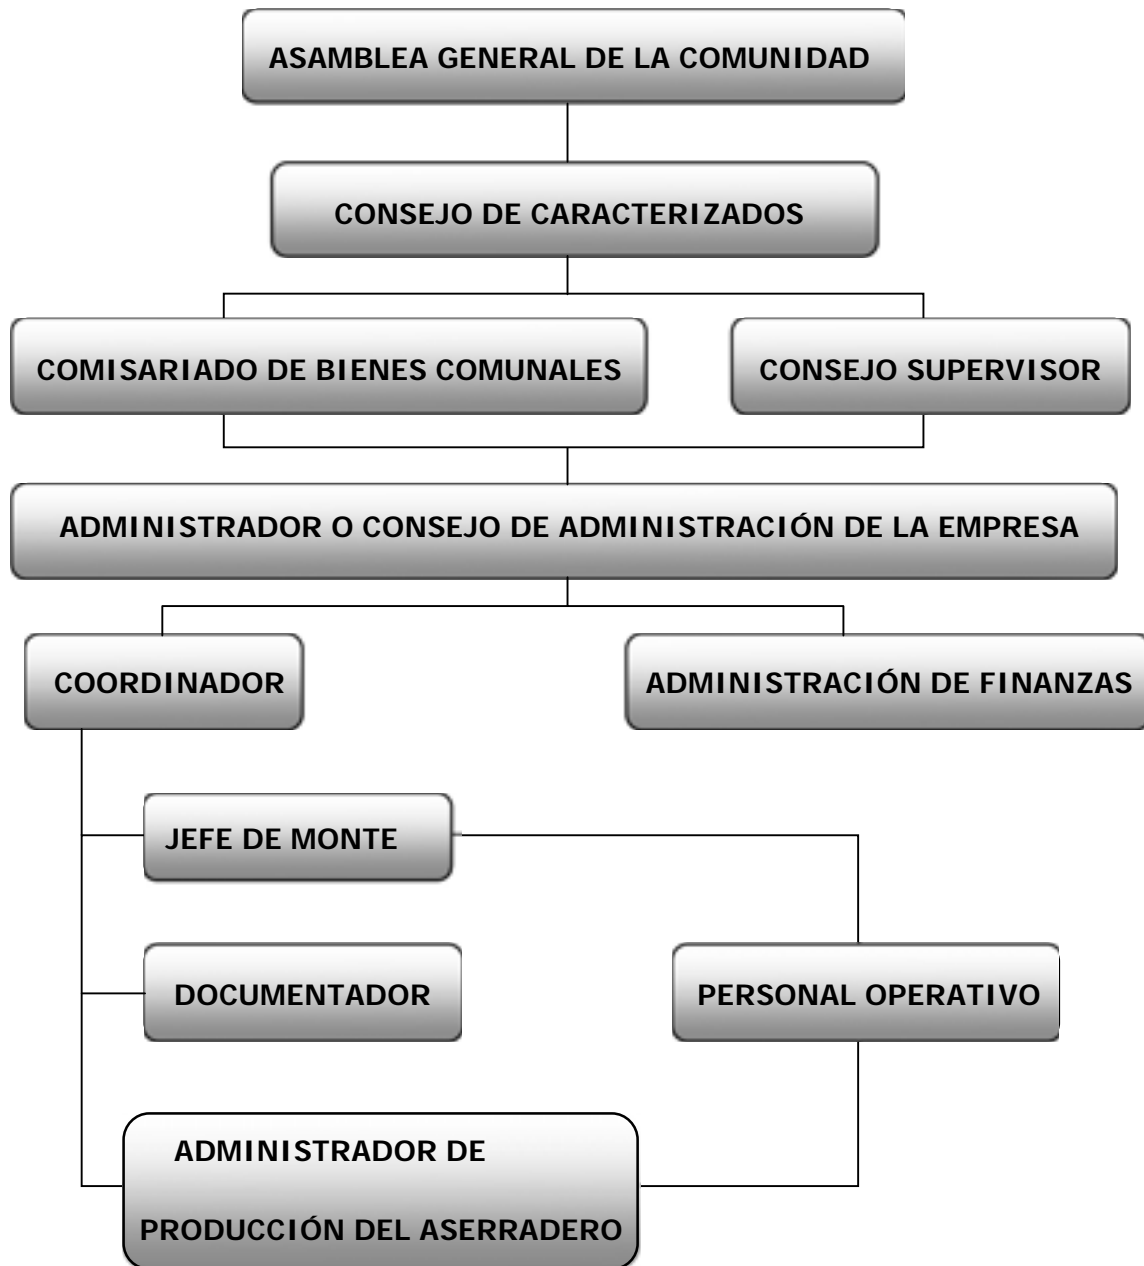 ASAMBLEA GENERAL DE LA COMUNIDAD
CONSEJO DE CARACTERIZADOS
COMISARIADO DE BIENES COMUNALES
CONSEJO SUPERVISOR
ADMINISTRADOR O CONSEJO DE ADMINISTRACIÓN DE LA EMPRESA
COORDINADOR
ADMINISTRACIÓN DE FINANZAS
JEFE DE MONTE
DOCUMENTADOR
PERSONAL OPERATIVO
ADMINISTRADOR DE
PRODUCCIÓN DEL ASERRADERO